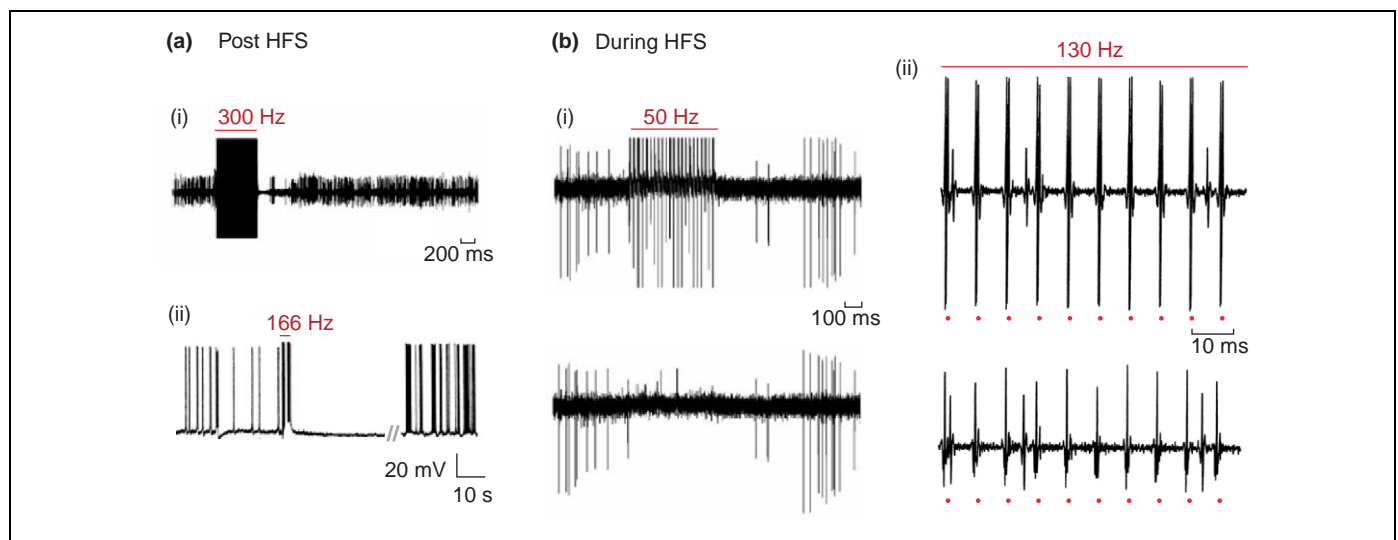 (a) Post HFS
(i)
300 Hz
200 ms
(ii)
166 Hz
20 mV
10 s
(b) During HFS
(i)
50 Hz
100 ms
(ii)
130 Hz
10 ms